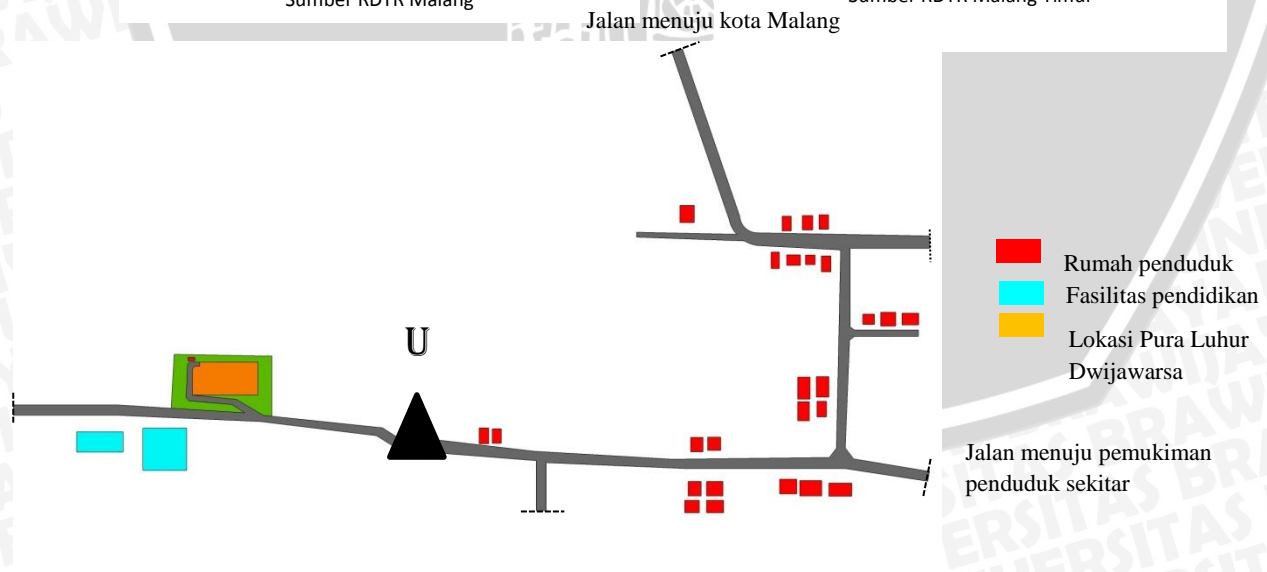 Sumber RDTR Malang
Sumber RDTR Malang Timur
Jalan menuju kota Malang
U
Rumah penduduk
Fasilitas pendidikan
Lokasi Pura Luhur
Dwijawarsa
Jalan menuju pemukiman
penduduk sekitar